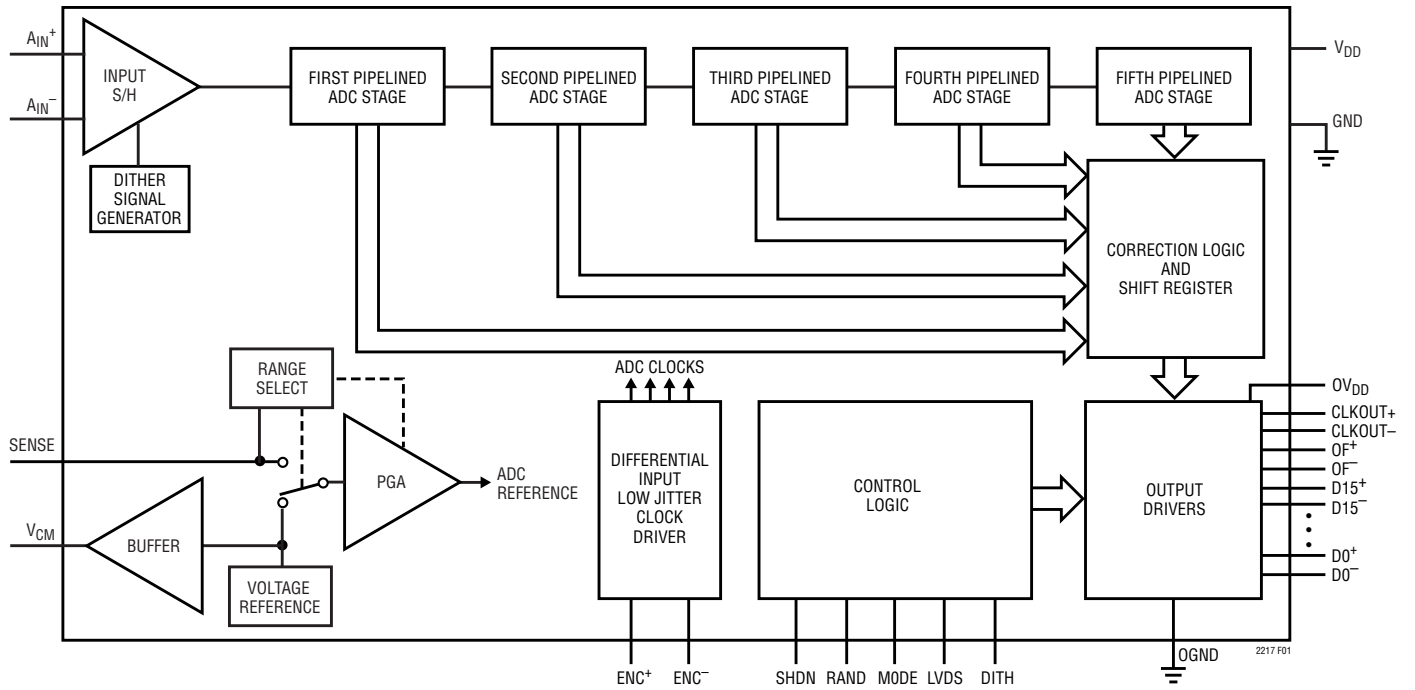 AIN+
AIN−
INPUT
S/H
DITHER
SIGNAL
GENERATOR
FIRST PIPELINED
ADC STAGE
SECOND PIPELINED
ADC STAGE
THIRD PIPELINED
ADC STAGE
FOURTH PIPELINED
ADC STAGE
FIFTH PIPELINED
ADC STAGE
VDD
GND
CORRECTION LOGIC
AND
SHIFT REGISTER
RANGE
SELECT
SENSE
PGA
ADC
REFERENCE
VCM
BUFFER
VOLTAGE
REFERENCE
ADC CLOCKS
DIFFERENTIAL
INPUT
LOW JITTER
CLOCK
DRIVER
ENC+
ENC−
CONTROL
LOGIC
SHDN
RAND
MODE
LVDS
DITH
OUTPUT
DRIVERS
OVDD
CLKOUT+
CLKOUT−
OF+
OF−
D15+
D15−
D0+
D0−
OGND
2217 F01